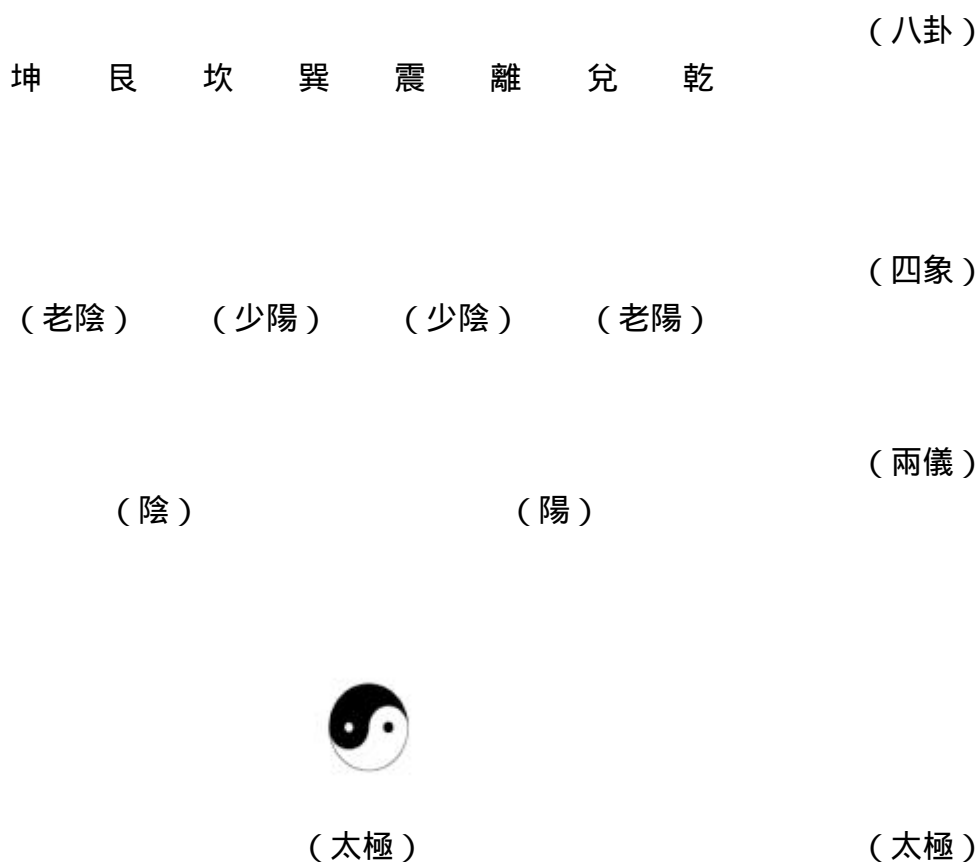 (八卦)
坤 艮 坎 巽 震 離 兌 乾
(四象)
(老陰) (少陽) (少陰) (老陽)
(兩儀)
(陰) (陽)
(太極) (太極)